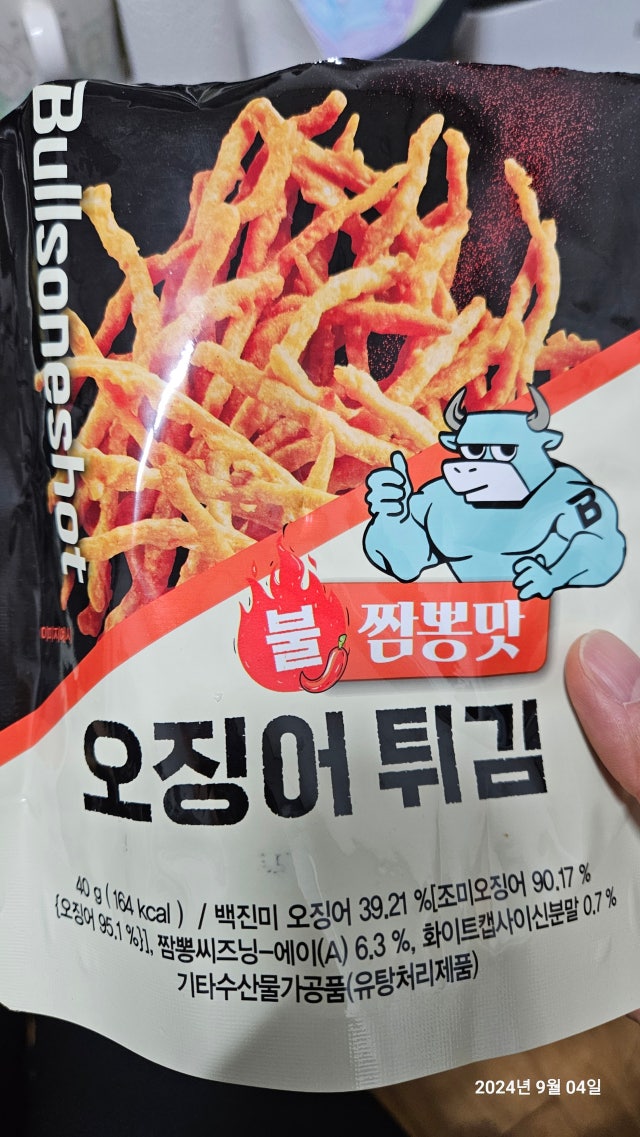 Bullsoneshot
B
불 짬뽕맛
오징어 튀김
40 g ( 164 kcal ) / 백진미 오징어 39.21 %[조미오징어 90.17 %
{오징어 95.1 %}], 짬뽕씨즈닝-에이(A) 6.3 %, 화이트캡사이신분말 0.7 %
기타수산물가공품(유탕처리제품)
2024년 9월 04일